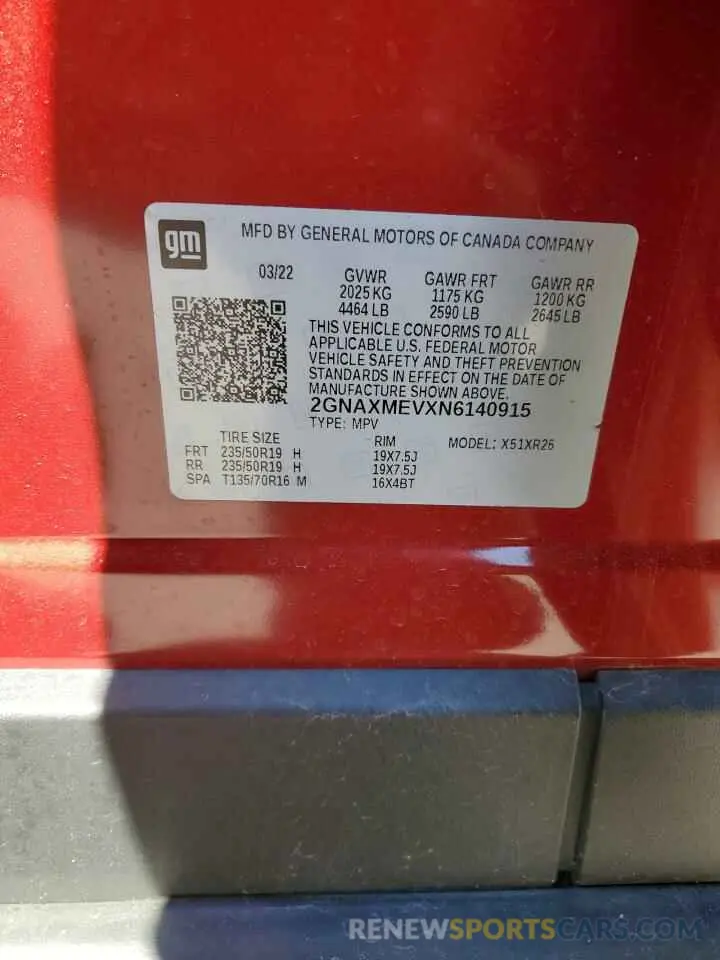 gm
MFD BY GENERAL MOTORS OF CANADA COMPANY
03/22 GVWR GAWR FRT GAWR RR
2025 KG 1175 KG 1200 KG
4464 LB 2590 LB 2645 LB
THIS VEHICLE CONFORMS TO ALL
APPLICABLE U.S. FEDERAL MOTOR
VEHICLE SAFETY AND THEFT PREVENTION
STANDARDS IN EFFECT ON THE DATE OF
MANUFACTURE SHOWN ABOVE.
2GNAXMEVXN6140915
TYPE: MPV
TIRE SIZE RIM MODEL: X51XR26
FRT 235/50R19 H 19X7.5J
RR 235/50R19 H 19X7.5J
SPA T135/70R16 M 16X4BT
RENEWSPORTSCARS.COM